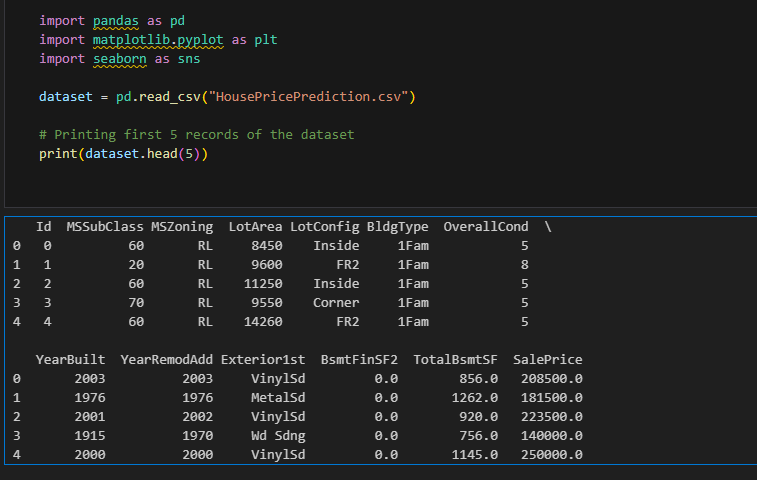 import pandas as pd
import matplotlib.pyplot as plt
import seaborn as sns
dataset = pd.read_csv("HousePricePrediction.csv")
# Printing first 5 records of the dataset
print(dataset.head(5))
Id MSSubClass MSZoning LotArea LotConfig BldgType OverallCond \
0 0 60 RL 8450 Inside 1Fam 5
1 1 20 RL 9600 FR2 1Fam 8
2 2 60 RL 11250 Inside 1Fam 5
3 3 70 RL 9550 Corner 1Fam 5
4 4 60 RL 14260 FR2 1Fam 5
YearBuilt YearRemodAdd Exterior1st BsmtFinSF2 TotalBsmtSF SalePrice
0 2003 2003 VinylSd 0.0 856.0 208500.0
1 1976 1976 MetalSd 0.0 1262.0 181500.0
2 2001 2002 VinylSd 0.0 920.0 223500.0
3 1915 1970 Wd Sdng 0.0 756.0 140000.0
4 2000 2000 VinylSd 0.0 1145.0 250000.0